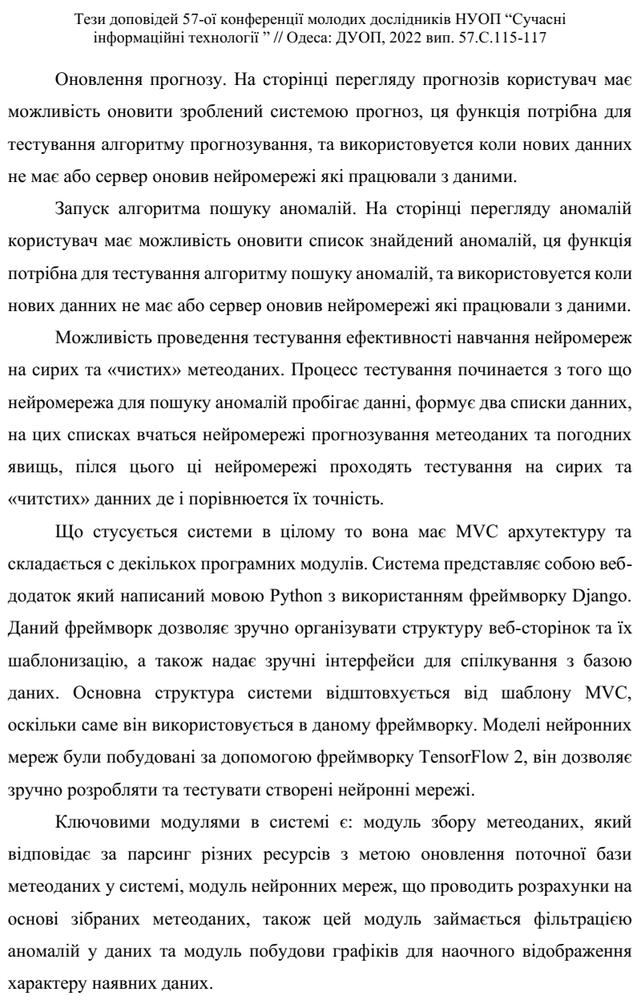 Тези доповідей 57-ої конференції молодих дослідників НУОП “Сучасні
інформаційні технології ” // Одеса: ДУОП, 2022 вип. 57.С.115-117
Оновлення прогнозу. На сторінці перегляду прогнозів користувач має
можливість оновити зроблений системою прогноз, ця функція потрібна для
тестування алгоритму прогнозування, та використовуется коли нових данних
не має або сервер оновив нейромережі які працювали з даними.
Запуск алгоритма пошуку аномалій. На сторінці перегляду аномалій
користувач має можливість оновити список знайдений аномалій, ця функція
потрібна для тестування алгоритму пошуку аномалій, та використовуется коли
нових данних не має або сервер оновив нейромережі які працювали з даними.
Можливість проведення тестування ефективності навчання нейромереж
на сирих та «чистих» метеоданих. Процесс тестування починается з того що
нейромережа для пошуку аномалій пробігає данні, формує два списки данних,
на цих списках вчаться нейромережі прогнозування метеоданих та погодних
явищь, пілся цього ці нейромережі проходять тестування на сирих та
«читстих» данних де і порівнюется їх точність.
Що стусується системи в цілому то вона має MVC архутектуру та
складається с декількох програмних модулів. Система представляє собою веб-
додаток який написаний мовою Python з використанням фреймворку Django.
Даний фреймворк дозволяє зручно організувати структуру веб-сторінок та їх
шаблонизацію, а також надає зручні інтерфейси для спілкування з базою
даних. Основна структура системи відштовхується від шаблону MVC,
оскільки саме він використовується в даному фреймворку. Моделі нейронних
мереж були побудовані за допомогою фреймворку TensorFlow 2, він дозволяє
зручно розробляти та тестувати створені нейронні мережі.
Ключовими модулями в системі є: модуль збору метеоданих, який
відповідає за парсинг різних ресурсів з метою оновлення поточної бази
метеоданих у системі, модуль нейронних мереж, що проводить розрахунки на
основі зібраних метеоданих, також цей модуль займається фільтрацією
аномалій у даних та модуль побудови графіків для наочного відображення
характеру наявних даних.